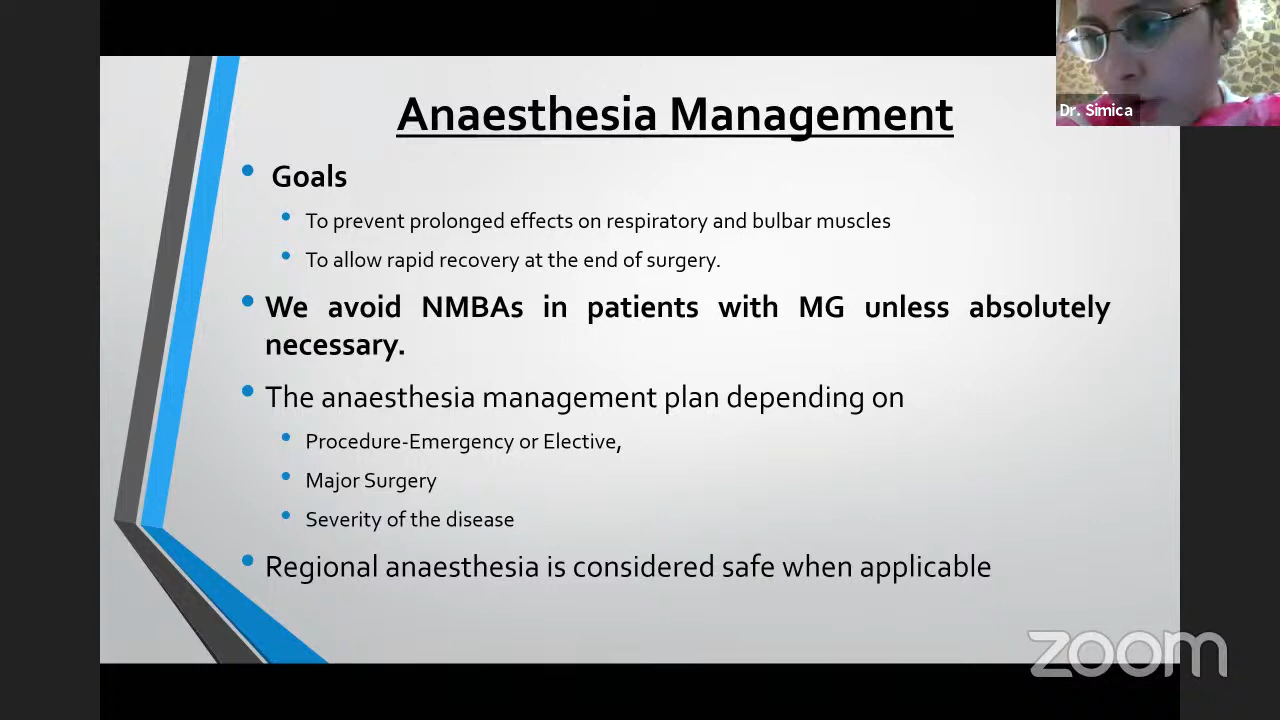 Anaesthesia Management
Dr. Simica
Goals
To prevent prolonged effects on respiratory and bulbar muscles
To allow rapid recovery at the end of surgery.
We avoid NMBAs in patients with MG unless absolutely
necessary.
The anaesthesia management plan depending on
Procedure-Emergency or Elective,
Major Surgery
Severity of the disease
Regional anaesthesia is considered safe when applicable
zoom